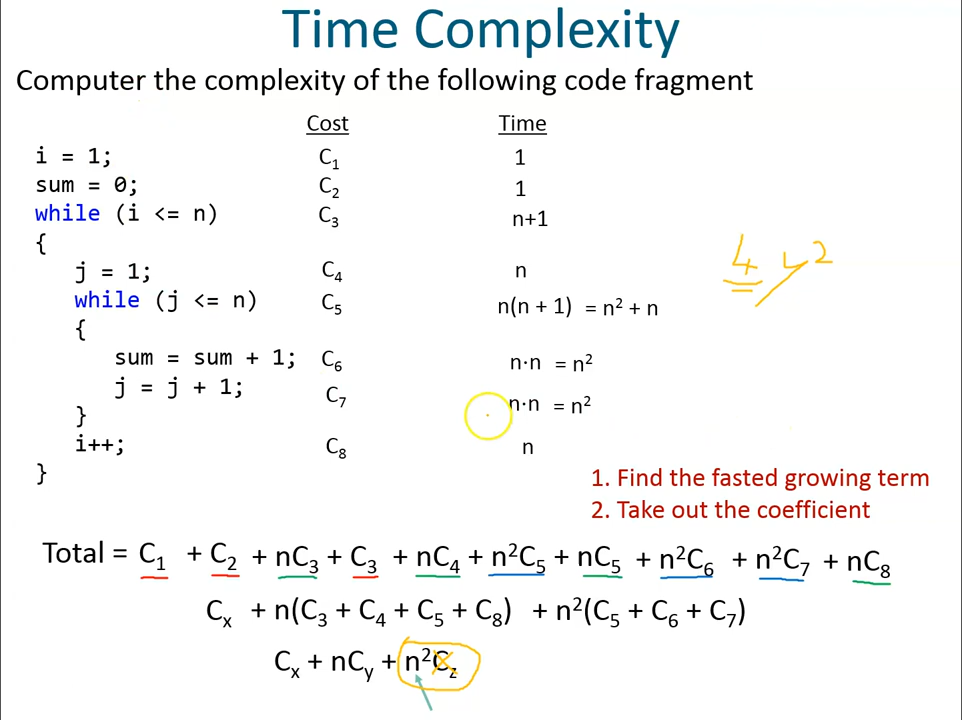 Time Complexity
Computer the complexity of the following code fragment
Cost Time
i = 1; C₁ 1
sum = 0; C₂ 1
while (i <= n) C₃ n+1
{
j = 1; C₄ n
while (j <= n) C₅ n(n + 1) = n² + n
{
sum = sum + 1; C₆ n·n = n²
j = j + 1; C₇ n·n = n²
}
i++; C₈ n
}
4 2
1. Find the fasted growing term
2. Take out the coefficient
Total = C₁ + C₂ + nC₃ + C₃ + nC₄ + n²C₅ + nC₅ + n²C₆ + n²C₇ + nC₈
Cₓ + n(C₃ + C₄ + C₅ + C₈) + n²(C₅ + C₆ + C₇)
Cₓ + nCy + n²Cz